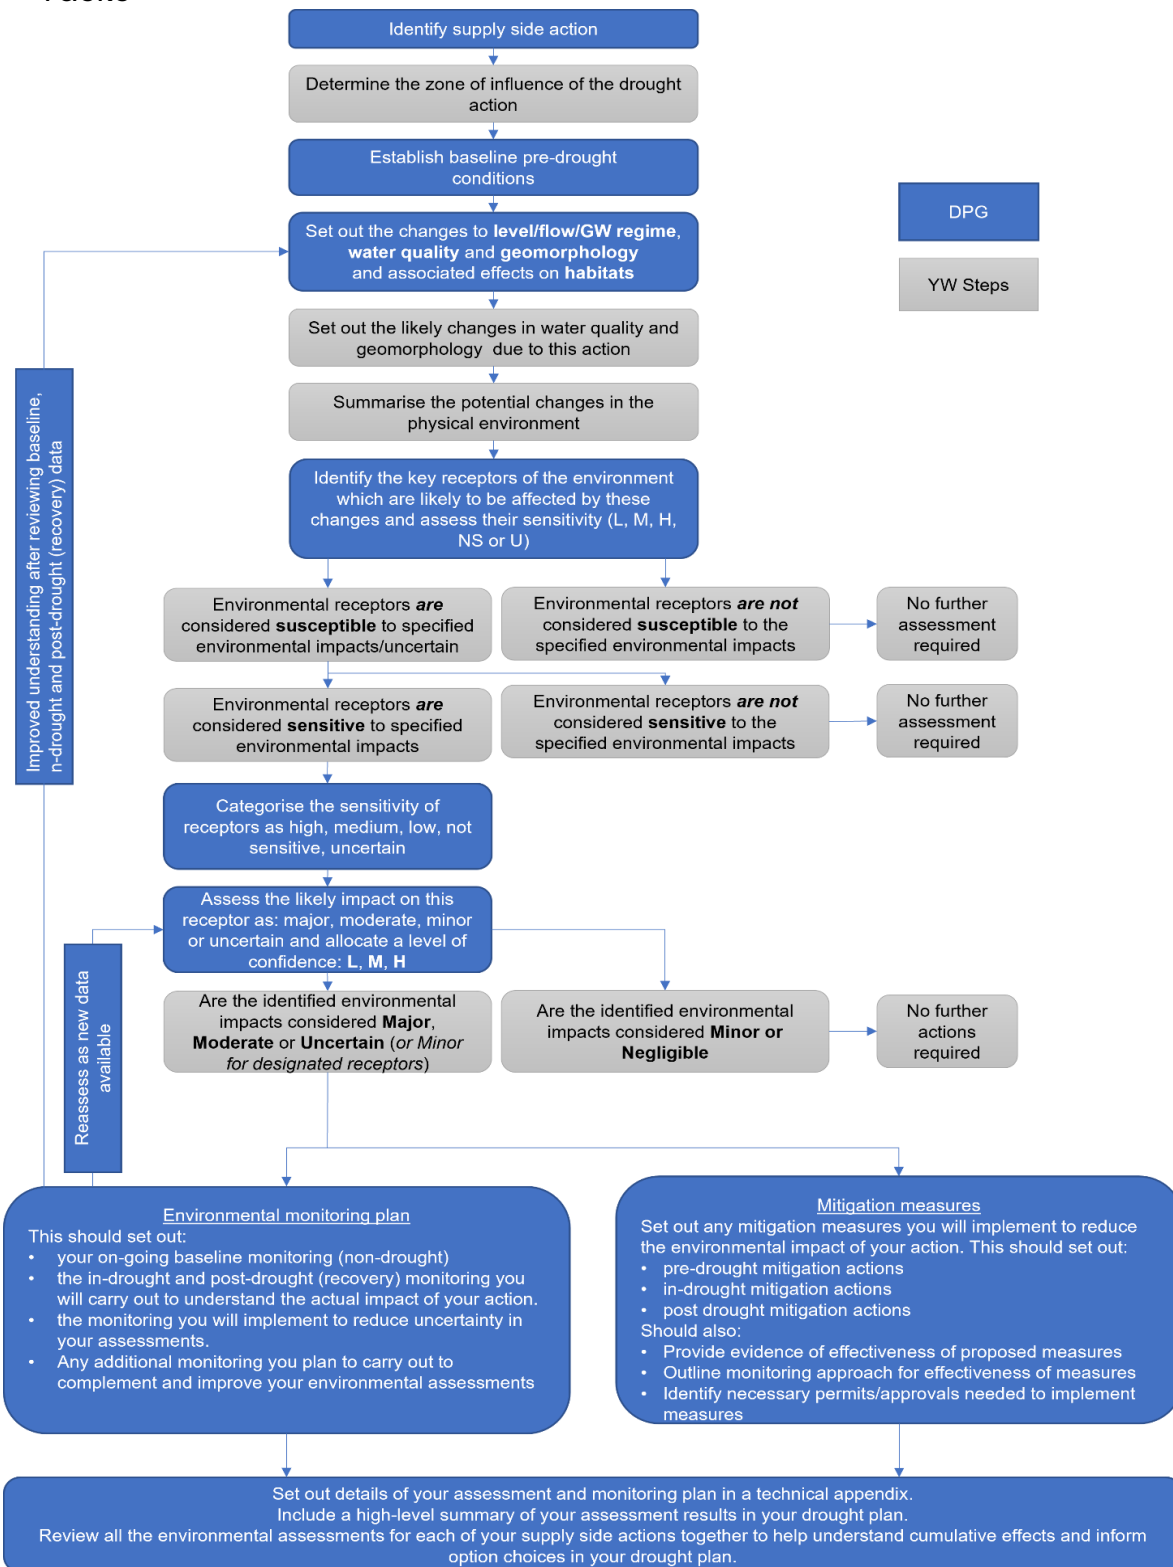 Identify supply side action
Determine the zone of influence of the drought
action
Establish baseline pre-drought
conditions
DPG
Set out the changes to level/flow/GW regime,
water quality and geomorphology
and associated effects on habitats
YW Steps
Set out the likely changes in water quality and
geomorphology due to this action
Summarise the potential changes in the
physical environment
Improved understanding after reviewing baseline,
n-drought and post-drought (recovery) data
Identify the key receptors of the environment
which are likely to be affected by these
changes and assess their sensitivity (L, M, H,
NS or U)
Environmental receptors are
considered susceptible to specified
environmental impacts/uncertain
Environmental receptors are not
considered susceptible to the
specified environmental impacts
No further
assessment
required
Environmental receptors are
considered sensitive to specified
environmental impacts
Environmental receptors are not
considered sensitive to the
specified environmental impacts
No further
assessment
required
Categorise the sensitivity of
receptors as high, medium, low, not
sensitive, uncertain
Assess the likely impact on this
receptor as: major, moderate, minor
or uncertain and allocate a level of
confidence: L, M, H
Reassess as new data
available
Are the identified environmental
impacts considered Major,
Moderate or Uncertain (or Minor
for designated receptors)
Are the identified environmental
impacts considered Minor or
Negligible
No further
actions
required
Environmental monitoring plan
This should set out:
• your on-going baseline monitoring (non-drought)
• the in-drought and post-drought (recovery) monitoring you
will carry out to understand the actual impact of your action.
• the monitoring you will implement to reduce uncertainty in
your assessments.
• Any additional monitoring you plan to carry out to
complement and improve your environmental assessments
Mitigation measures
Set out any mitigation measures you will implement to reduce
the environmental impact of your action. This should set out:
• pre-drought mitigation actions
• in-drought mitigation actions
• post drought mitigation actions
Should also:
• Provide evidence of effectiveness of proposed measures
• Outline monitoring approach for effectiveness of measures
• Identify necessary permits/approvals needed to implement
measures
Set out details of your assessment and monitoring plan in a technical appendix.
Include a high-level summary of your assessment results in your drought plan.
Review all the environmental assessments for each of your supply side actions together to help understand cumulative effects and inform
option choices in your drought plan.